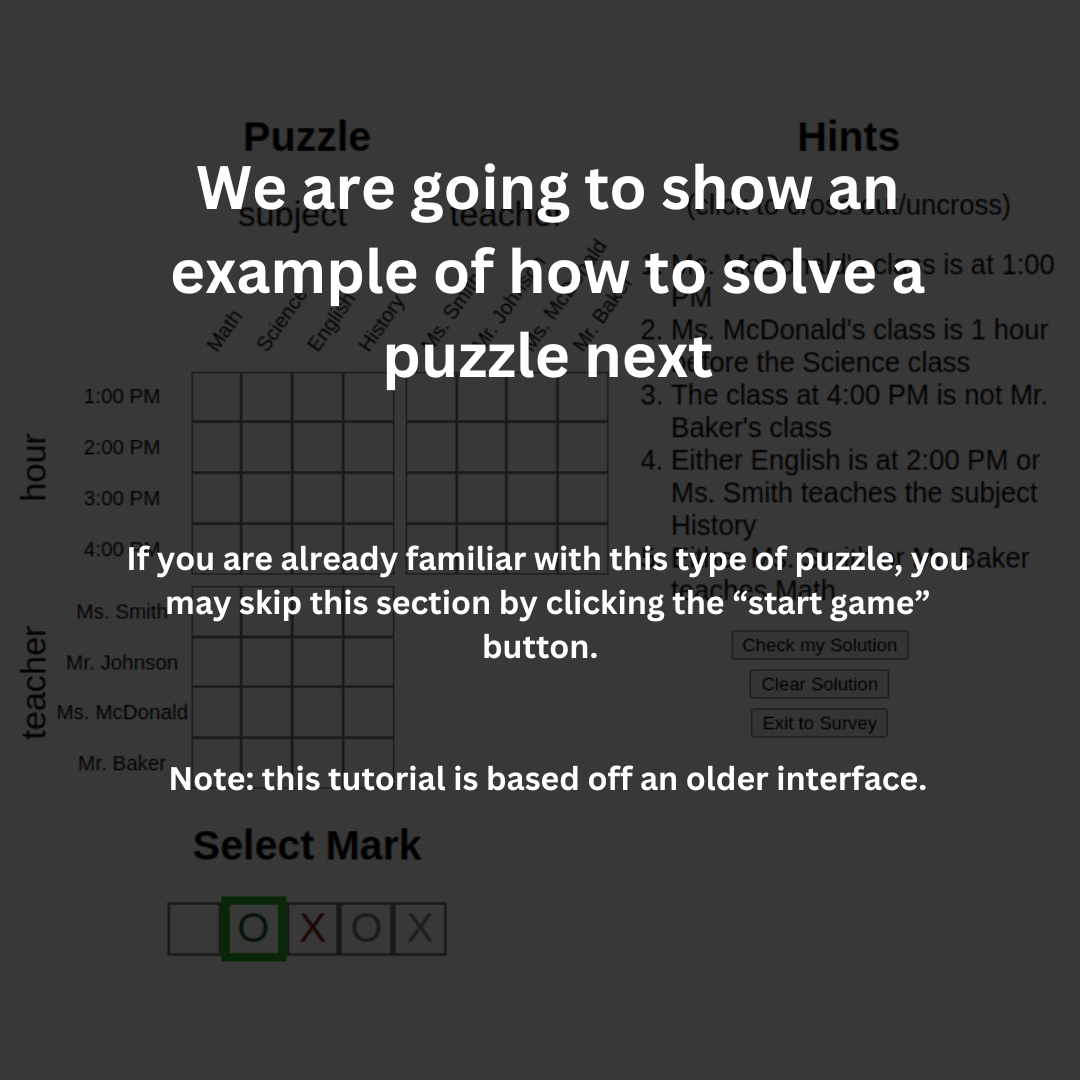 We are going to show an
example of how to solve a
puzzle next
If you are already familiar with this type of puzzle, you
may skip this section by clicking the “start game”
button.
Note: this tutorial is based off an older interface.
Puzzle
subject
teacher
Math
Science
English
History
Ms. Smith
Mr. Johnson
Ms. McDonald
Mr. Baker
hour
1:00 PM
2:00 PM
3:00 PM
4:00 PM
teacher
Ms. Smith
Mr. Johnson
Ms. McDonald
Mr. Baker
Select Mark
O X O X
Hints
(click to cross out/uncross)
1. Ms. McDonald's class is at 1:00
PM
2. Ms. McDonald's class is 1 hour
before the Science class
3. The class at 4:00 PM is not Mr.
Baker's class
4. Either English is at 2:00 PM or
Ms. Smith teaches the subject
History
5. Either Ms. Smith or Mr. Baker
teaches Math
Check my Solution
Clear Solution
Exit to Survey